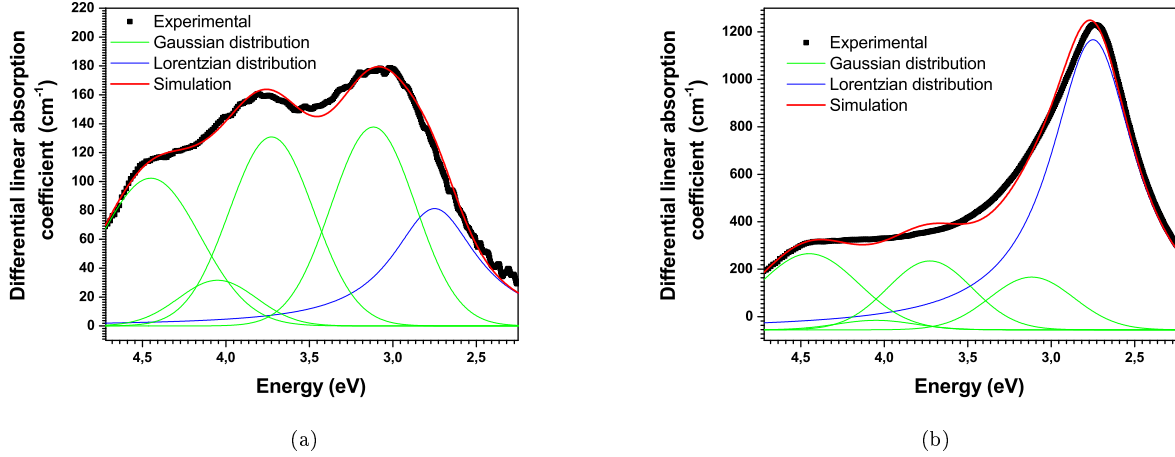 220
200
180
160
140
120
100
80
60
40
20
0
Differential linear absorption
coefficient (cm⁻¹)
Experimental
Gaussian distribution
Lorentzian distribution
Simulation
4,5 4,0 3,5 3,0 2,5
Energy (eV)
(a)
1200
1000
800
600
400
200
0
Differential linear absorption
coefficient (cm⁻¹)
Experimental
Gaussian distribution
Lorentzian distribution
Simulation
4,5 4,0 3,5 3,0 2,5
Energy (eV)
(b)